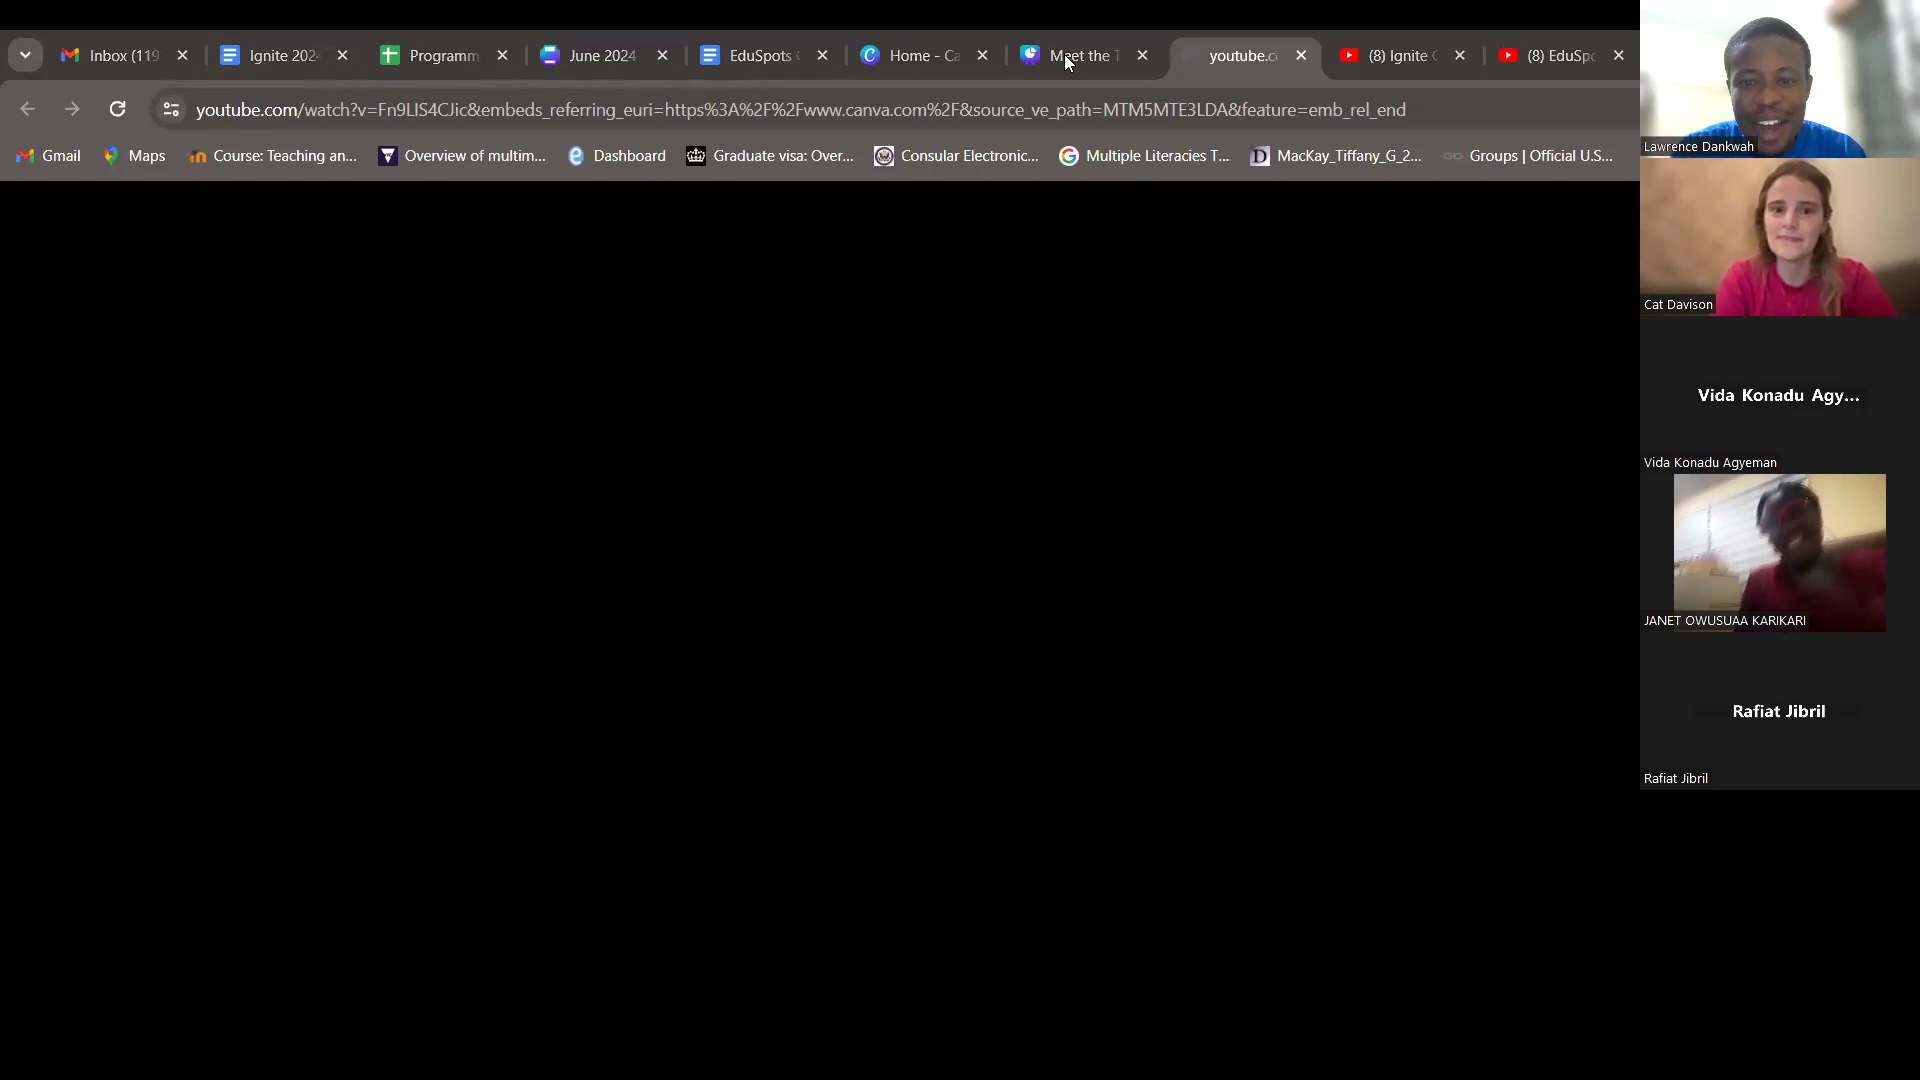 Inbox (119
Ignite 202
Programm
June 2024
EduSpots
Home - Ca
Meet the T
youtube.c
(8) Ignite
(8) EduSp
youtube.com/watch?v=Fn9LIS4CJic&embeds_referring_euri=https%3A%2F%2Fwww.canva.com%2F&source_ve_path=MTM5MTE3LDA&feature=emb_rel_end
Gmail
Maps
Course: Teaching an...
Overview of multim...
Dashboard
Graduate visa: Over...
Consular Electronic...
Multiple Literacies T...
MacKay_Tiffany_G_2...
Groups | Official U.S...
Lawrence Dankwah
Cat Davison
Vida Konadu Agy...
Vida Konadu Agyeman
JANET OWUSUAA KARIKARI
Rafiat Jibril
Rafiat Jibril